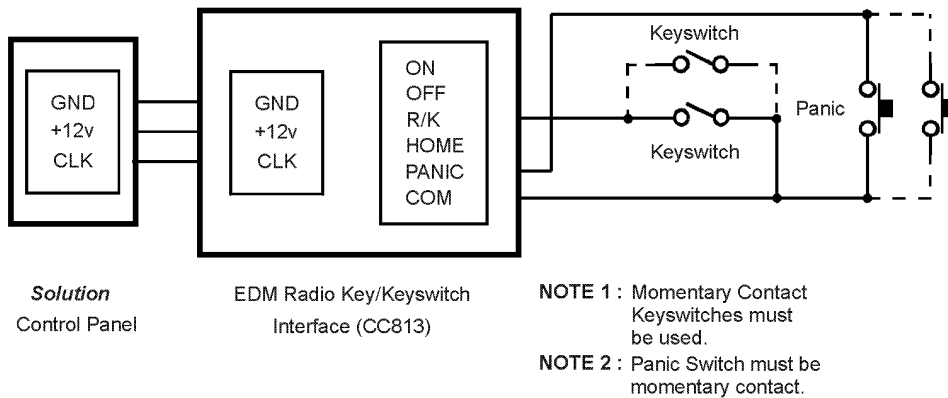 GND
+12v
CLK
GND
+12v
CLK
ON
OFF
R/K
HOME
PANIC
COM
Keyswitch
Keyswitch
Panic
Solution
Control Panel
EDM Radio Key/Keyswitch
Interface (CC813)
NOTE 1 : Momentary Contact
Keyswitches must
be used.
NOTE 2 : Panic Switch must be
momentary contact.